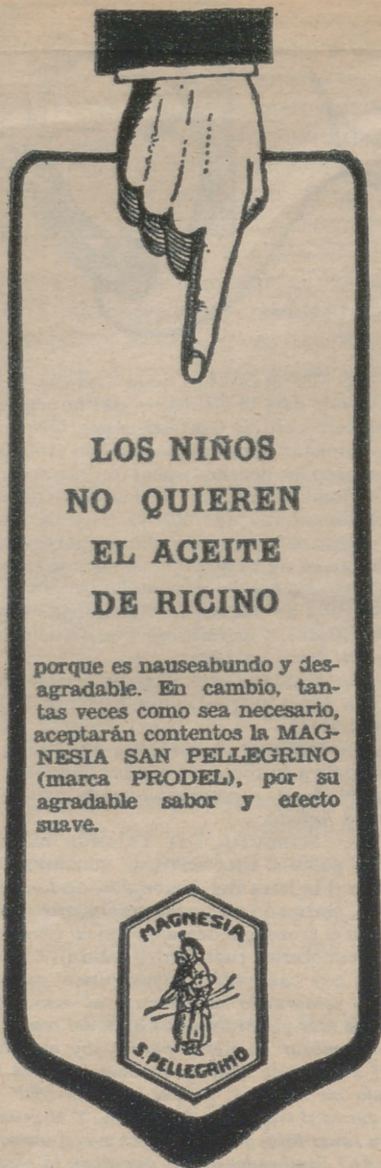 LOS NIÑOS
NO QUIEREN
EL ACEITE
DE RICINO
porque es nauseabundo y des-
agradable. En cambio, tan-
tas veces como sea necesario,
aceptarán contentos la MAG-
NESIA SAN PELLEGRINO
(marca PRODEL), por su
agradable sabor y efecto
suave.
MAGNESIA
S. PELLEGRINO